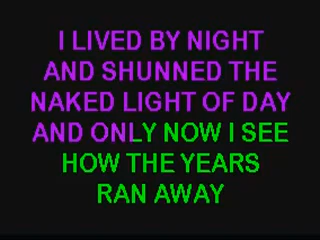 I LIVED BY NIGHT
AND SHUNNED THE
NAKED LIGHT OF DAY
AND ONLY NOW I SEE
HOW THE YEARS
RAN AWAY